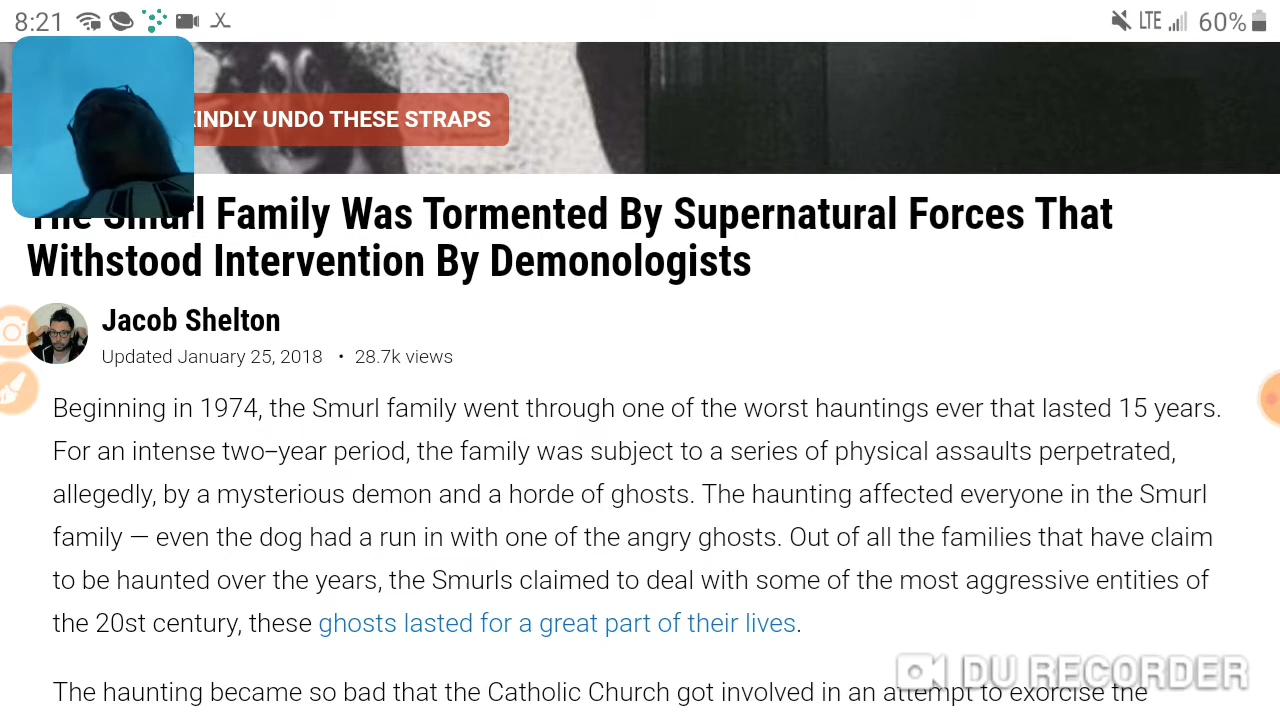 8:21 LTE 60%
KINDLY UNDO THESE STRAPS
The Smurl Family Was Tormented By Supernatural Forces That
Withstood Intervention By Demonologists
Jacob Shelton
Updated January 25, 2018 • 28.7k views
Beginning in 1974, the Smurl family went through one of the worst hauntings ever that lasted 15 years.
For an intense two–year period, the family was subject to a series of physical assaults perpetrated,
allegedly, by a mysterious demon and a horde of ghosts. The haunting affected everyone in the Smurl
family — even the dog had a run in with one of the angry ghosts. Out of all the families that have claim
to be haunted over the years, the Smurls claimed to deal with some of the most aggressive entities of
the 20st century, these ghosts lasted for a great part of their lives.
The haunting became so bad that the Catholic Church got involved in an attempt to exorcise the
DU RECORDER